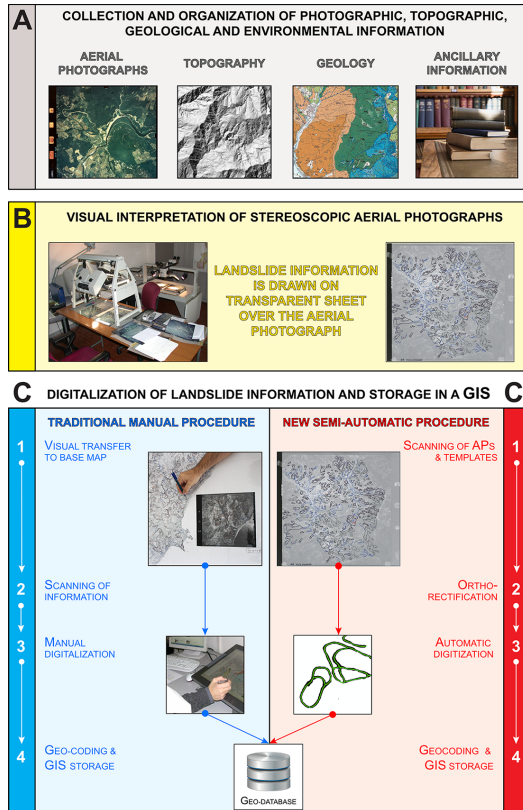 A
COLLECTION AND ORGANIZATION OF PHOTOGRAPHIC, TOPOGRAPHIC,
GEOLOGICAL AND ENVIRONMENTAL INFORMATION
AERIAL
PHOTOGRAPHS
TOPOGRAPHY
GEOLOGY
ANCILLARY
INFORMATION
B
VISUAL INTERPRETATION OF STEREOSCOPIC AERIAL PHOTOGRAPHS
LANDSLIDE INFORMATION
IS DRAWN ON
TRANSPARENT SHEET
OVER THE AERIAL
PHOTOGRAPH
C
DIGITALIZATION OF LANDSLIDE INFORMATION AND STORAGE IN A GIS
C
TRADITIONAL MANUAL PROCEDURE
NEW SEMI-AUTOMATIC PROCEDURE
1
VISUAL TRANSFER
TO BASE MAP
SCANNING OF APS
& TEMPLATES
1
2
SCANNING OF
INFORMATION
ORTHO-
RECTIFICATION
2
3
MANUAL
DIGITALIZATION
AUTOMATIC
DIGITIZATION
3
4
GEO-CODING &
GIS STORAGE
GEOCODING &
GIS STORAGE
4
GEO-DATABASE